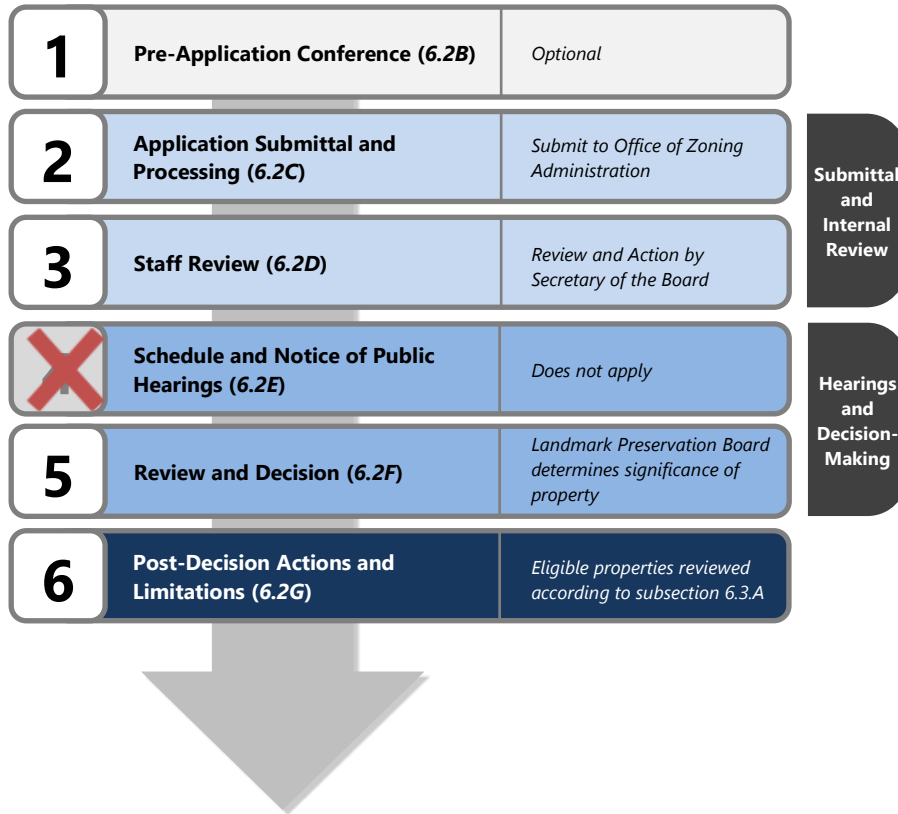 1
Pre-Application Conference (6.2B)
Optional
2
Application Submittal and
Processing (6.2C)
Submit to Office of Zoning
Administration
3
Staff Review (6.2D)
Review and Action by
Secretary of the Board
Submittal
and
Internal
Review
4
Schedule and Notice of Public
Hearings (6.2E)
Does not apply
5
Review and Decision (6.2F)
Landmark Preservation Board
determines significance of
property
Hearings
and
Decision-
Making
6
Post-Decision Actions and
Limitations (6.2G)
Eligible properties reviewed
according to subsection 6.3.A